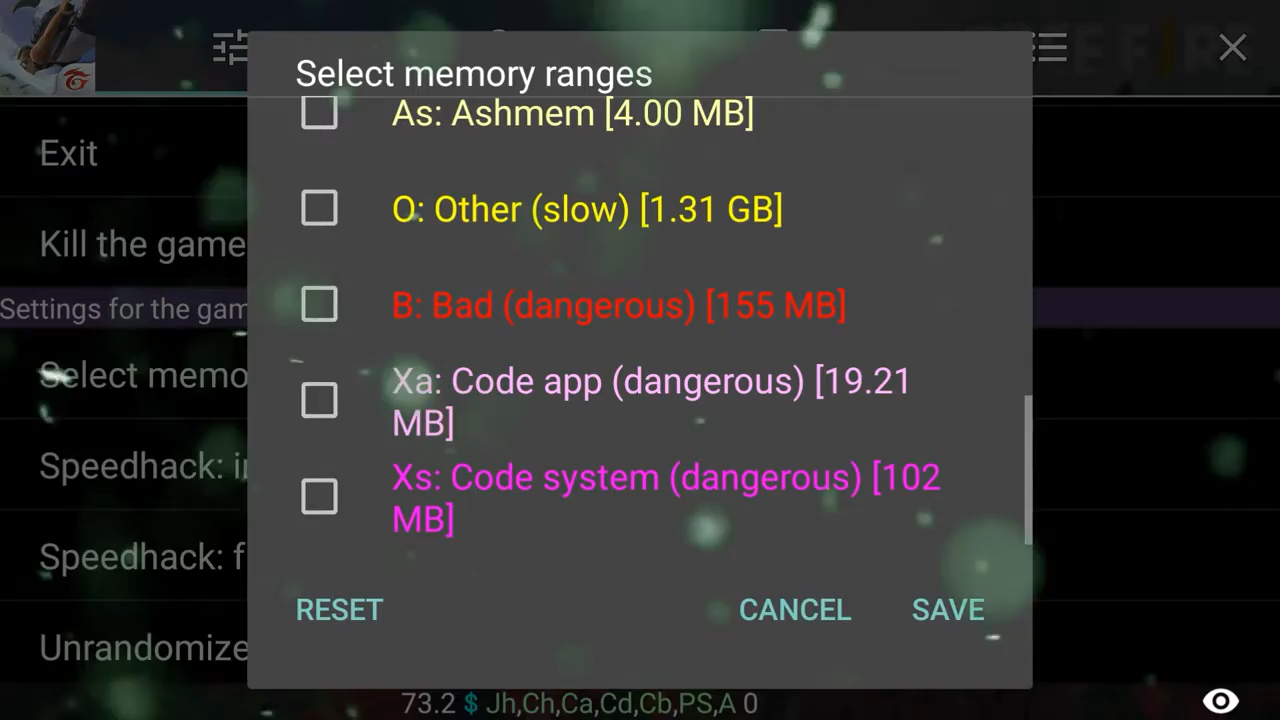 Select memory ranges
As: Ashmem [4.00 MB]
Exit
O: Other (slow) [1.31 GB]
Kill the game
B: Bad (dangerous) [155 MB]
Settings for the gam
Xa: Code app (dangerous) [19.21
MB]
Select memo
Speedhack: i
Xs: Code system (dangerous) [102
MB]
Speedhack: f
RESET
CANCEL
SAVE
Unrandomize
73.2 $ Jh,Ch,Ca,Cd,Cb,PS,A 0